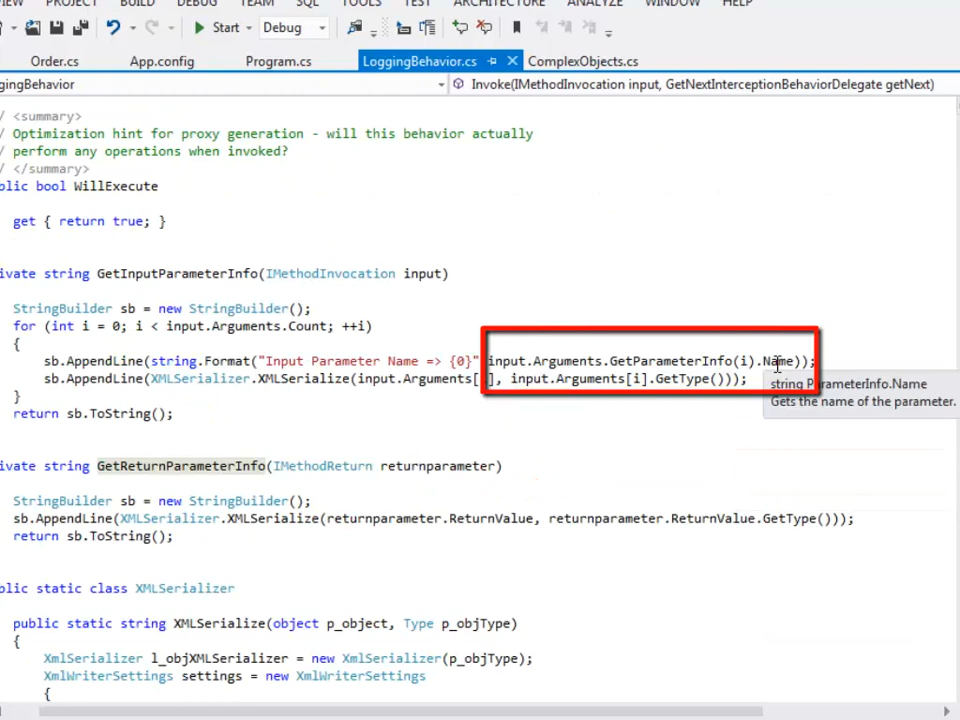 PROJECT BUILD DEBUG TEAM SQL TOOLS TEST ARCHITECTURE ANALYZE WINDOW HELP
Start Debug
Order.cs App.config Program.cs LoggingBehavior.cs ComplexObjects.cs
gingBehavior Invoke(IMethodInvocation input, GetNextInterceptionBehaviorDelegate getNext)
/ <summary>
/ Optimization hint for proxy generation - will this behavior actually
/ perform any operations when invoked?
/ </summary>
blic bool WillExecute
get { return true; }
ivate string GetInputParameterInfo(IMethodInvocation input)
StringBuilder sb = new StringBuilder();
for (int i = 0; i < input.Arguments.Count; ++i)
{
sb.AppendLine(string.Format("Input Parameter Name => {0}" input.Arguments.GetParameterInfo(i).Name));
sb.AppendLine(XMLSerializer.XMLSerialize(input.Arguments[i], input.Arguments[i].GetType()));
string ParameterInfo.Name
}
Gets the name of the parameter.
return sb.ToString();
ivate string GetReturnParameterInfo(IMethodReturn returnparameter)
StringBuilder sb = new StringBuilder();
sb.AppendLine(XMLSerializer.XMLSerialize(returnparameter.ReturnValue, returnparameter.ReturnValue.GetType()));
return sb.ToString();
blic static class XMLSerializer
public static string XMLSerialize(object p_object, Type p_objType)
{
XmlSerializer l_objXMLSerializer = new XmlSerializer(p_objType);
XmlWriterSettings settings = new XmlWriterSettings
{